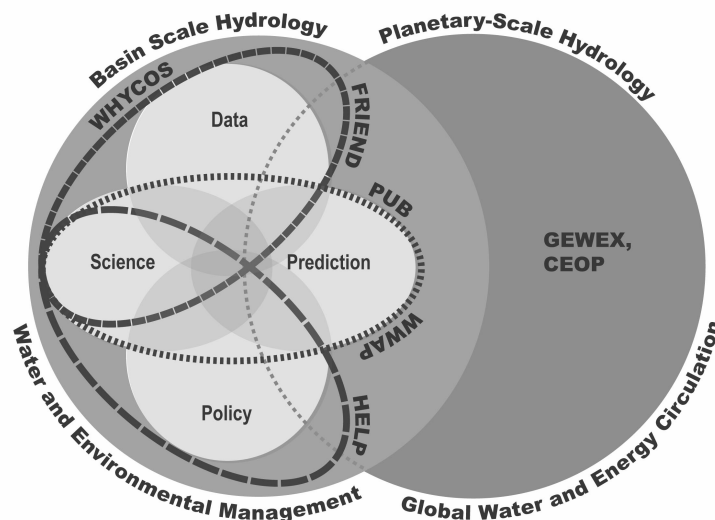 Basin Scale Hydrology
Planetary-Scale Hydrology
WHYCOS
FRIEND
Data
PUB
GEWEX,
CEOP
Science
Prediction
WWAP
Policy
HELP
Water and Environmental Management
Global Water and Energy Circulation